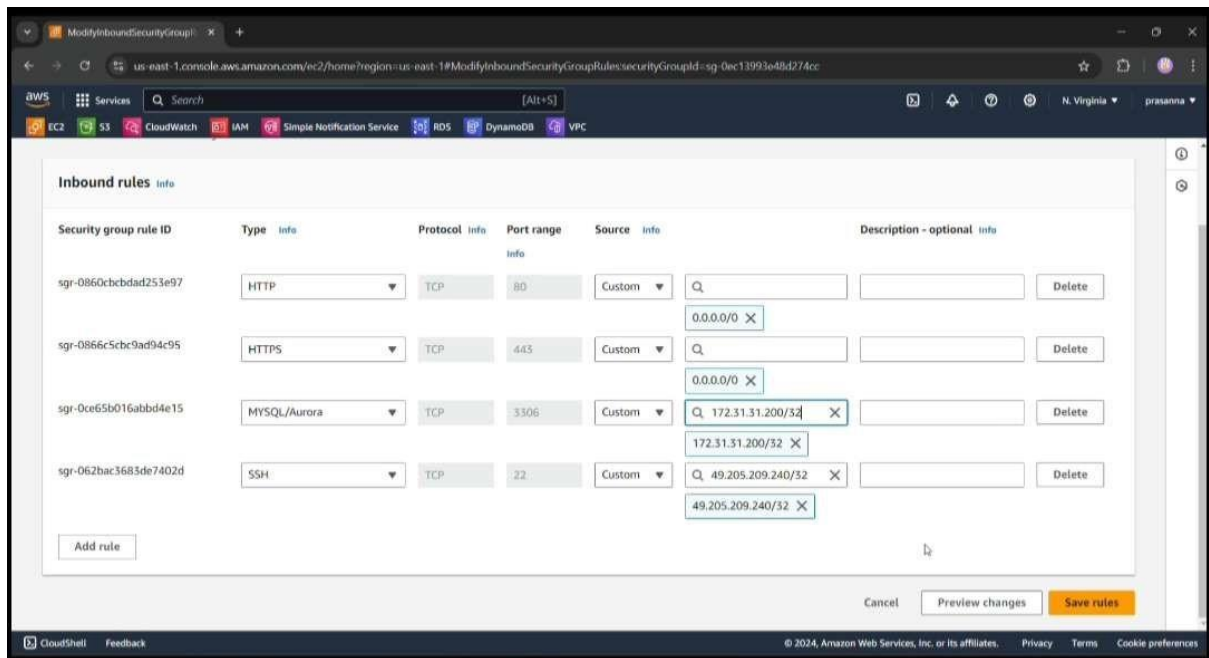 ModifyInboundSecurityGroupR
us-east-1.console.aws.amazon.com/ec2/home?region=us-east-1#ModifyInboundSecurityGroupRules:securityGroupId=sg-0ec13993e48d274cc
aws Services Search [Alt+S] N. Virginia prasanna
EC2 S3 CloudWatch IAM Simple Notification Service RDS DynamoDB VPC
Inbound rules Info
Security group rule ID Type Info Protocol Info Port range Source Info Description - optional Info
Info
sgr-0860cbcbdad253e97 HTTP TCP 80 Custom Delete
0.0.0.0/0
sgr-0866c5cbc9ad94c95 HTTPS TCP 443 Custom Delete
0.0.0.0/0
sgr-0ce65b016abbd4e15 MYSQL/Aurora TCP 3306 Custom 172.31.31.200/32 Delete
172.31.31.200/32
sgr-062bac3683de7402d SSH TCP 22 Custom 49.205.209.240/32 Delete
49.205.209.240/32
Add rule
Cancel Preview changes Save rules
CloudShell Feedback © 2024, Amazon Web Services, Inc. or its affiliates. Privacy Terms Cookie preferences